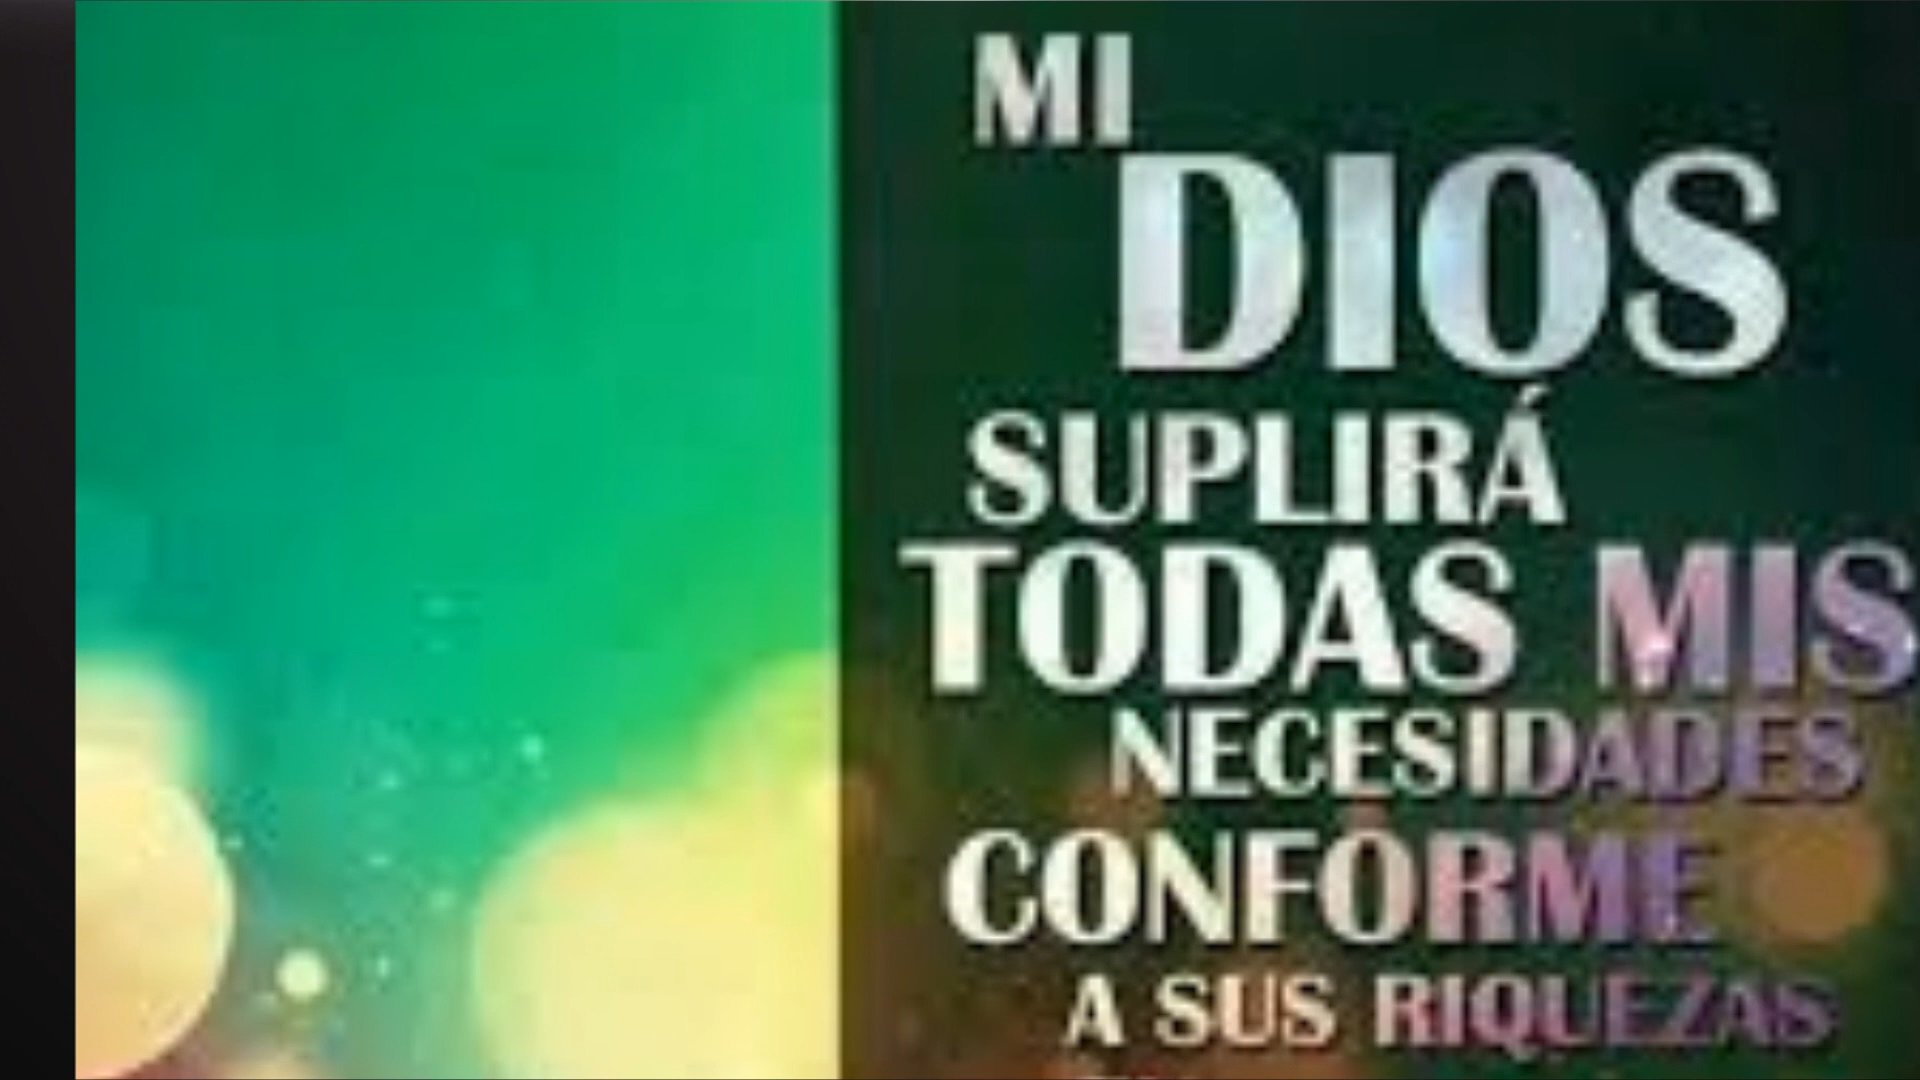 MI
DIOS
SUPLIRÁ
TODAS MIS
NECESIDADES
CONFORME
A SUS RIQUEZAS